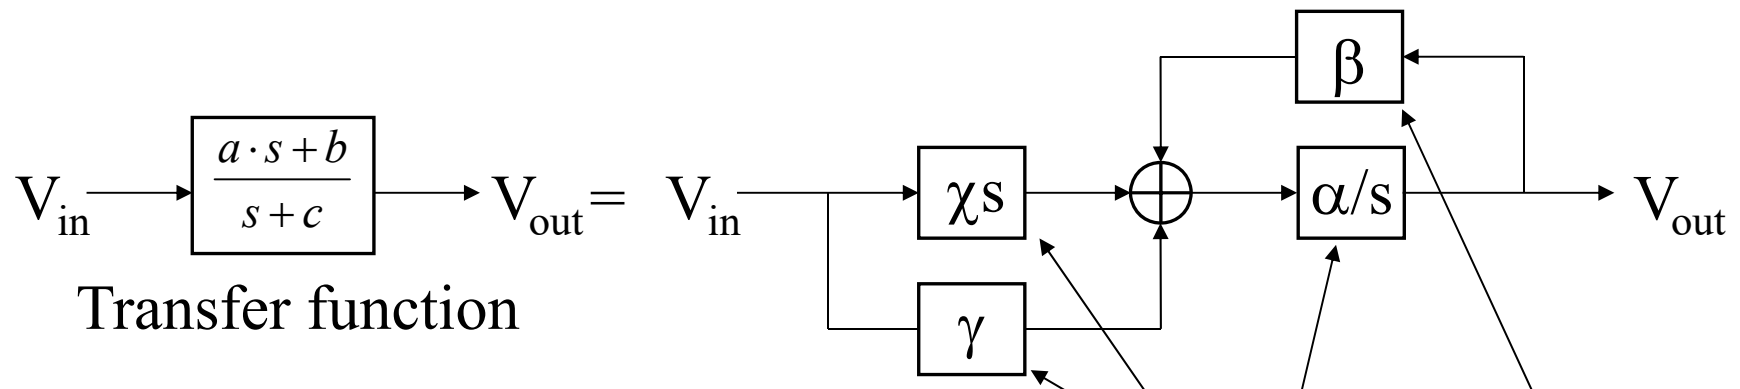 β
a · s + b
V_in
s + c
V_out = V_in
χs
α/s
V_out
Transfer function
γ